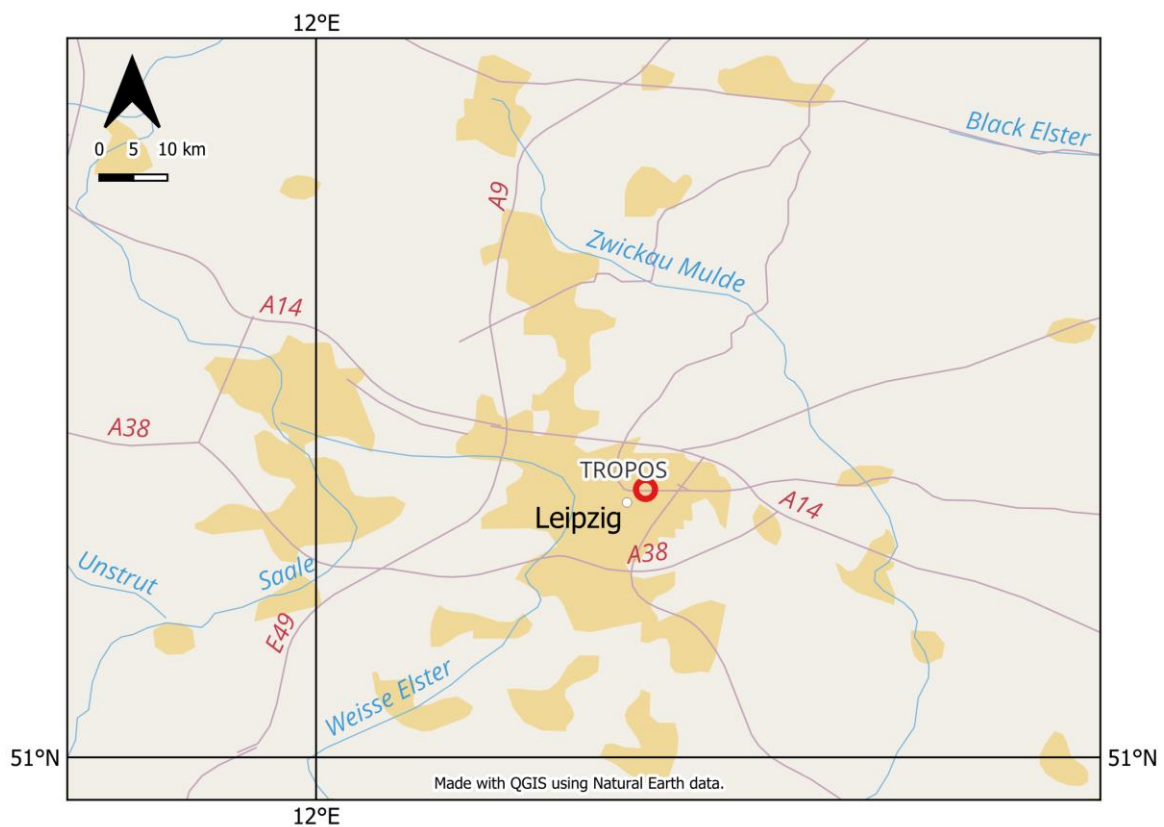 12°E
0 5 10 km
Black Elster
A9
Zwickau Mulde
A14
A38
TROPOS
Leipzig
A14
A38
Unstrut
Saale
E49
Weisse Elster
51°N
51°N
Made with QGIS using Natural Earth data.
12°E